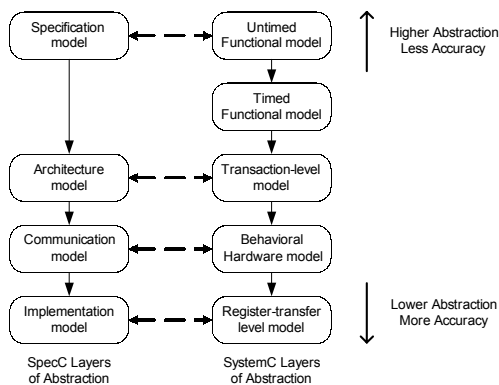 Specification
model
Untimed
Functional model
Higher Abstraction
Less Accuracy
Timed
Functional model
Architecture
model
Transaction-level
model
Communication
model
Behavioral
Hardware model
Implementation
model
Register-transfer
level model
Lower Abstraction
More Accuracy
SpecC Layers
of Abstraction
SystemC Layers
of Abstraction